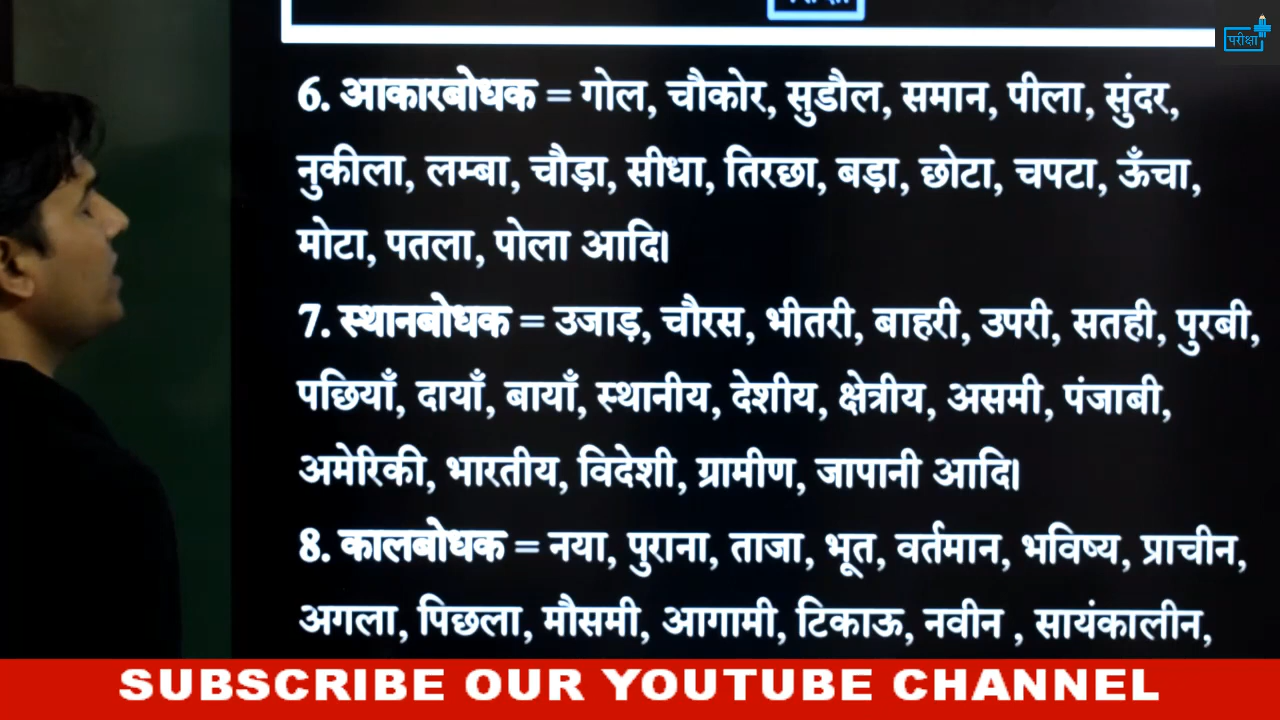 परीक्षा
6. आकारबोधक = गोल, चौकोर, सुडौल, समान, पीला, सुंदर,
नुकीला, लम्बा, चौड़ा, सीधा, तिरछा, बड़ा, छोटा, चपटा, ऊँचा,
मोटा, पतला, पोला आदि।
7. स्थानबोधक = उजाड़, चौरस, भीतरी, बाहरी, उपरी, सतही, पुरबी,
पछियाँ, दायाँ, बायाँ, स्थानीय, देशीय, क्षेत्रीय, असमी, पंजाबी,
अमेरिकी, भारतीय, विदेशी, ग्रामीण, जापानी आदि।
8. कालबोधक = नया, पुराना, ताजा, भूत, वर्तमान, भविष्य, प्राचीन,
अगला, पिछला, मौसमी, आगामी, टिकाऊ, नवीन , सायंकालीन,
SUBSCRIBE OUR YOUTUBE CHANNEL